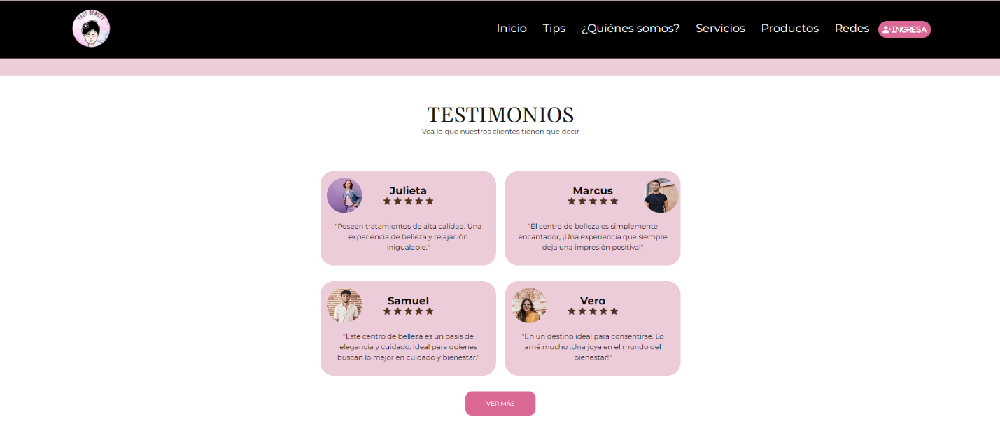 TRUE BEAUTY
Inicio Tips ¿Quiénes somos? Servicios Productos Redes INGRESA
TESTIMONIOS
Vea lo que nuestros clientes tienen que decir
Julieta
"Poseen tratamientos de alta calidad. Una
experiencia de belleza y relajación
inigualable."
Marcus
"El centro de belleza es simplemente
encantador, ¡Una experiencia que siempre
deja una impresión positiva!"
Samuel
"Este centro de belleza es un oasis de
elegancia y cuidado. Ideal para quienes
buscan lo mejor en cuidado y bienestar."
Vero
"En un destino ideal para consentirse. Lo
amé mucho ¡Una joya en el mundo del
bienestar!"
VER MÁS